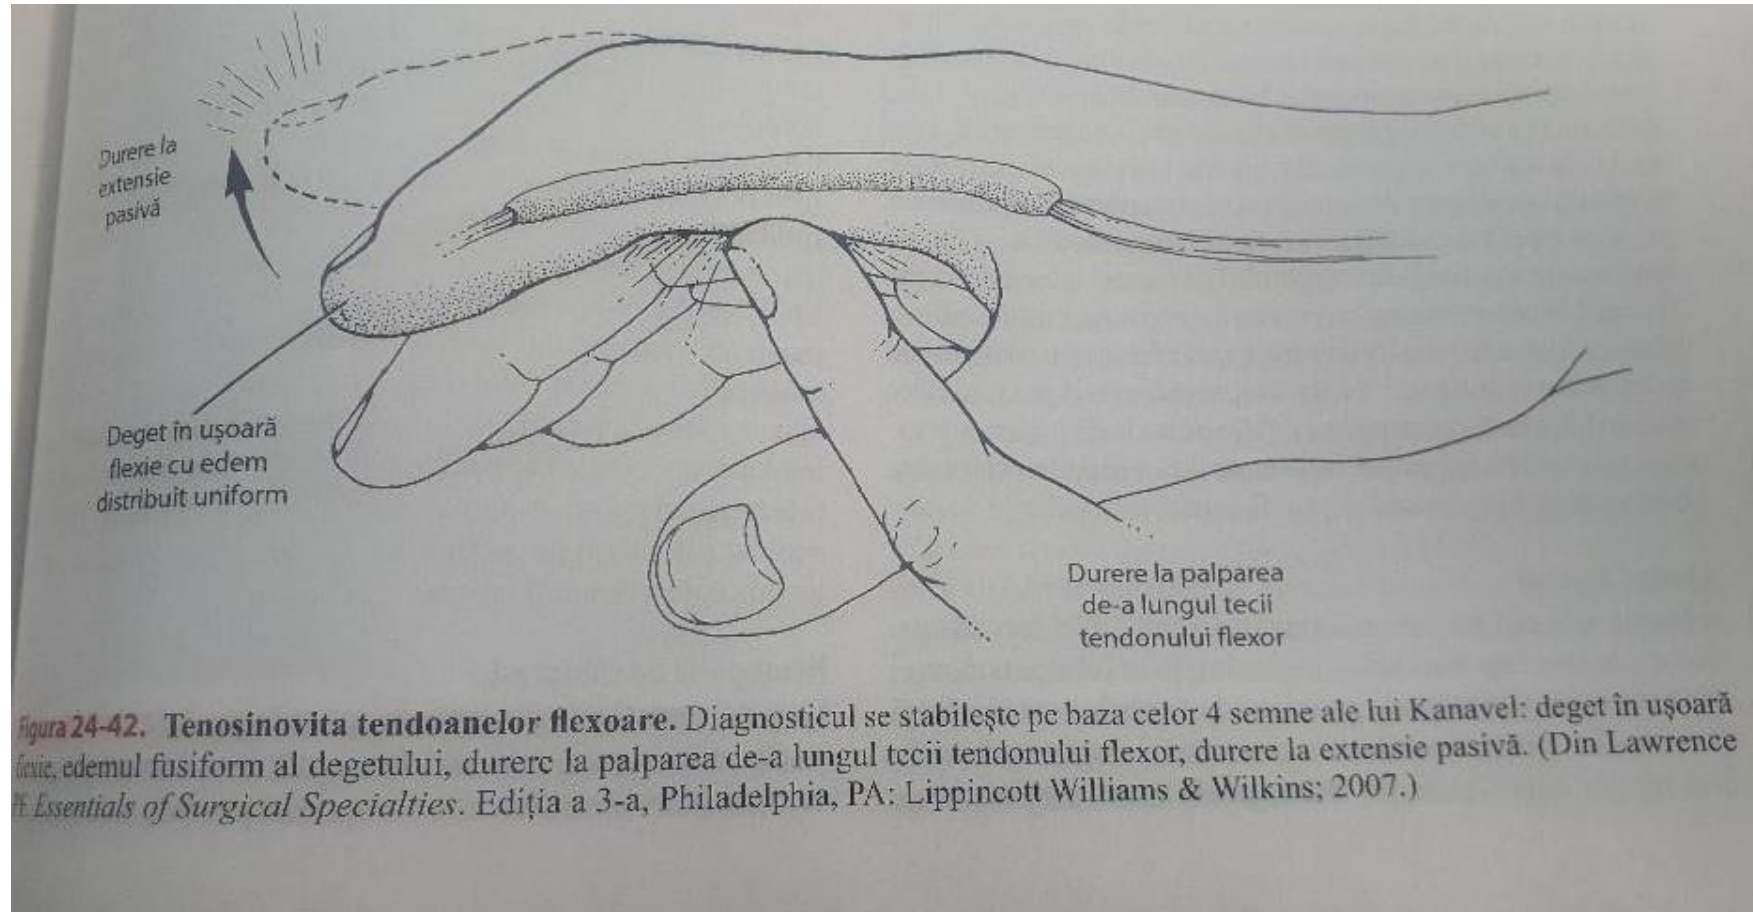 Durere la
extensie
pasivă
Deget în ușoară
flexie cu edem
distribuit uniform
Durere la palparea
de-a lungul tecii
tendonului flexor
Figura 24-42. Tenosinovita tendoanelor flexoare. Diagnosticul se stabilește pe baza celor 4 semne ale lui Kanavel: deget în ușoară
flexie, edemul fusiform al degetului, durere la palparea de-a lungul tecii tendonului flexor, durere la extensie pasivă. (Din Lawrence
Essentials of Surgical Specialties. Ediția a 3-a, Philadelphia, PA: Lippincott Williams & Wilkins; 2007.)